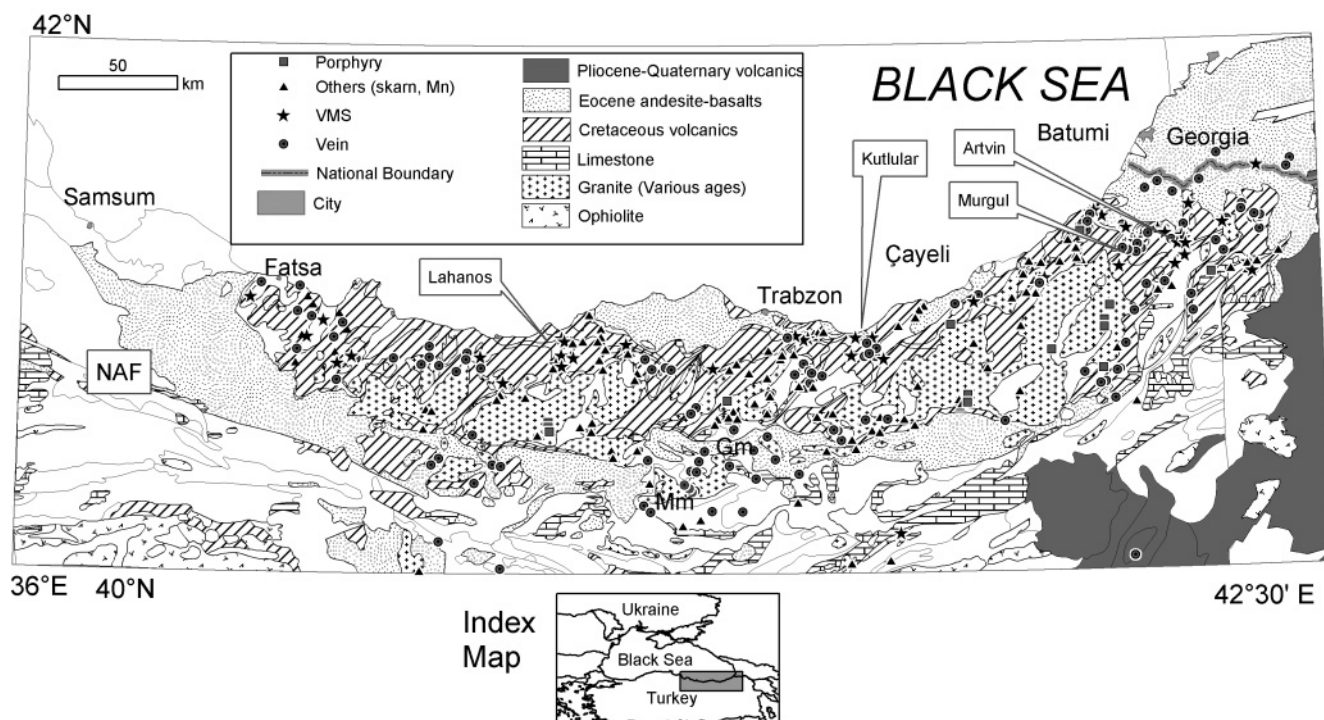 42°N
50
km
Porphyry
Others (skarn, Mn)
VMS
Vein
National Boundary
City
Pliocene-Quaternary volcanics
Eocene andesite-basalts
Cretaceous volcanics
Limestone
Granite (Various ages)
Ophiolite
BLACK SEA
Batumi
Georgia
Artvin
Kutlular
Murgul
Samsum
Fatsa
Lahanos
Trabzon
Çayeli
NAF
Gm
Mm
36°E
40°N
42°30' E
Index
Map
Ukraine
Black Sea
Turkey